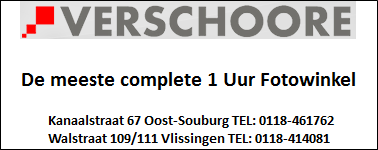 VERSCHOORE
De meeste complete 1 Uur Fotowinkel
Kanaalstraat 67 Oost-Souburg TEL: 0118-461762
Walstraat 109/111 Vlissingen TEL: 0118-414081